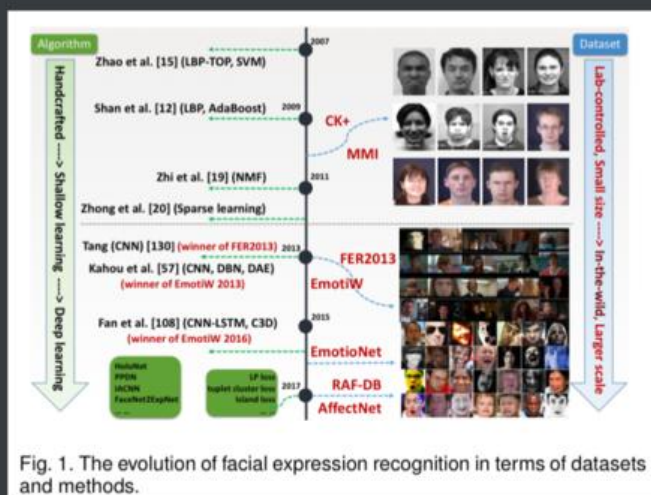 Algorithm
Handcrafted ----> Shallow learning ----> Deep learning
2007
Zhao et al. [15] (LBP-TOP, SVM)
2009
Shan et al. [12] (LBP, AdaBoost)
CK+
MMI
Zhi et al. [19] (NMF)
2011
Zhong et al. [20] (Sparse learning)
Tang (CNN) [130] (winner of FER2013)
2013
FER2013
Kahou et al. [57] (CNN, DBN, DAE)
(winner of EmotiW 2013)
EmotiW
2015
Fan et al. [108] (CNN-LSTM, C3D)
(winner of EmotiW 2016)
EmotioNet
HoloNet
PPDN
IACNN
FaceNet2ExpNet
... ...
LP loss
tuplet cluster loss
Island loss
... ...
2017
RAF-DB
AffectNet
Dataset
Lab-controlled, Small size ----> In-the-wild, Larger scale
Fig. 1. The evolution of facial expression recognition in terms of datasets
and methods.